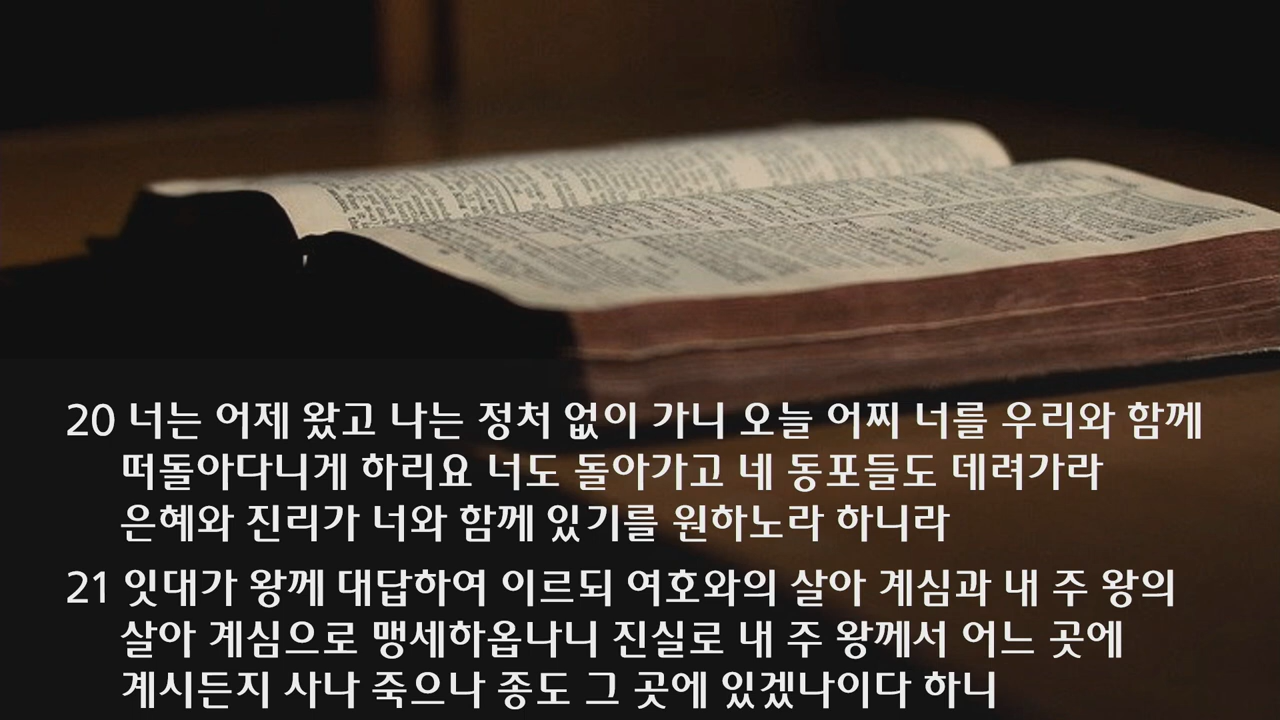 20 너는 어제 왔고 나는 정처 없이 가니 오늘 어찌 너를 우리와 함께
떠돌아다니게 하리요 너도 돌아가고 네 동포들도 데려가라
은혜와 진리가 너와 함께 있기를 원하노라 하니라
21 잇대가 왕께 대답하여 이르되 여호와의 살아 계심과 내 주 왕의
살아 계심으로 맹세하옵나니 진실로 내 주 왕께서 어느 곳에
계시든지 사나 죽으나 종도 그 곳에 있겠나이다 하니